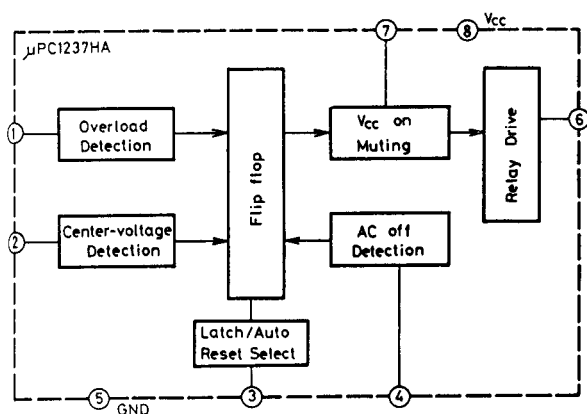 μPC1237HA
7
8
Vcc
1
Overload
Detection
Flip flop
Vcc on
Muting
Relay Drive
6
2
Center-voltage
Detection
AC off
Detection
Latch/Auto
Reset Select
5
GND
3
4